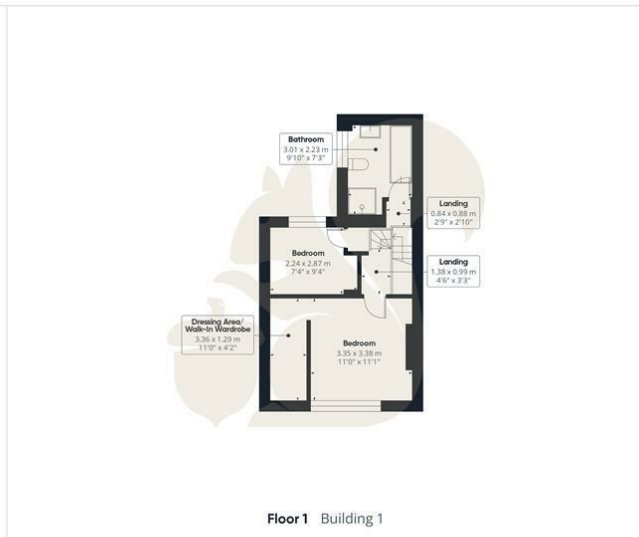 Bathroom
3.01 x 2.23 m
9'10" x 7'3"
Landing
0.84 x 0.88 m
2'9" x 2'10"
Bedroom
2.24 x 2.87 m
7'4" x 9'4"
Landing
1.38 x 0.99 m
4'6" x 3'3"
Dressing Area/
Walk-In Wardrobe
3.36 x 1.29 m
11'0" x 4'2"
Bedroom
3.35 x 3.38 m
11'0" x 11'1"
Floor 1 Building 1